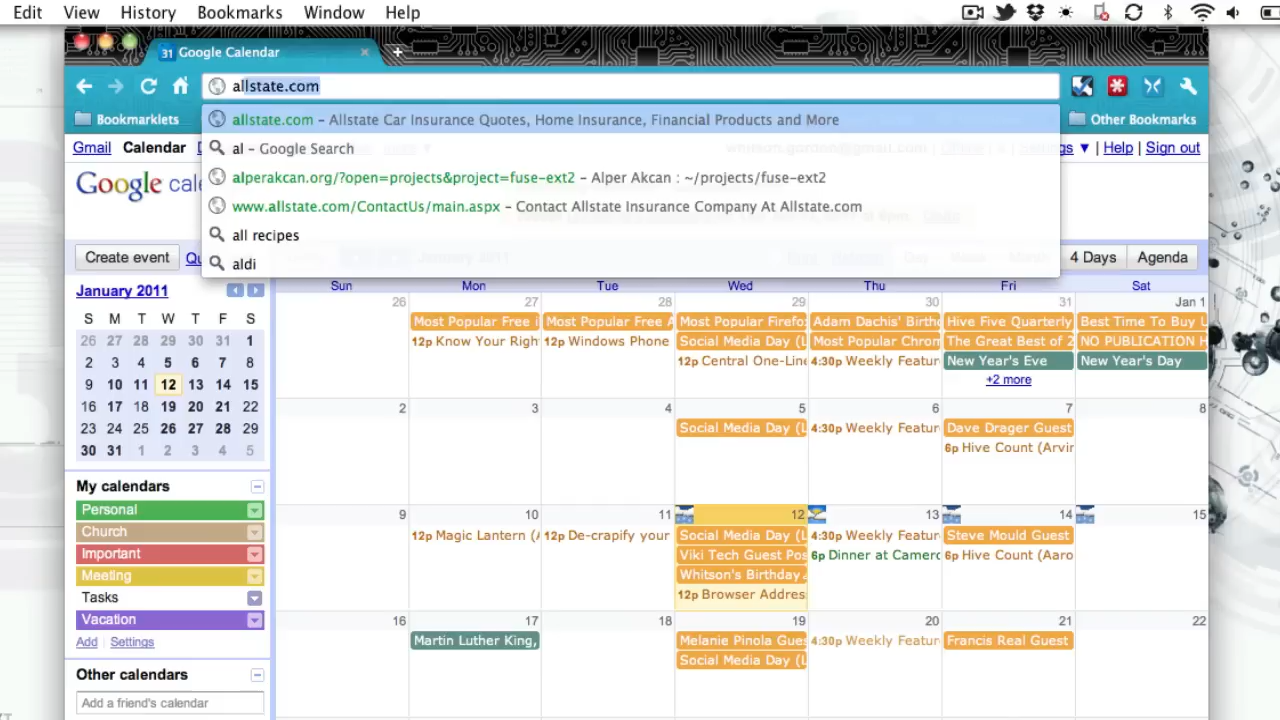 Edit View History Bookmarks Window Help
31 Google Calendar
allstate.com
Bookmarklets
allstate.com – Allstate Car Insurance Quotes, Home Insurance, Financial Products and More
Other Bookmarks
Gmail Calendar
al – Google Search
▼ | Help | Sign out
Google
alperakcan.org/?open=projects&project=fuse-ext2 – Alper Akcan : ~/projects/fuse-ext2
www.allstate.com/ContactUs/main.aspx – Contact Allstate Insurance Company At Allstate.com
all recipes
aldi
Create event
4 Days Agenda
January 2011
S M T W T F S
26 27 28 29 30 31 1
2 3 4 5 6 7 8
9 10 11 12 13 14 15
16 17 18 19 20 21 22
23 24 25 26 27 28 29
30 31 1 2 3 4 5
My calendars
Personal
Church
Important
Meeting
Tasks
Vacation
Add Settings
Other calendars
Add a friend's calendar
Sun Mon Tue Wed Thu Fri Sat
26 27 28 29 30 31 Jan 1
Most Popular Free i Most Popular Free A Most Popular Firefo Adam Dachis' Birth Hive Five Quarterly Best Time To Buy L
12p Know Your Righ 12p Windows Phone Social Media Day (L Most Popular Chrom The Great Best of 2 NO PUBLICATION H
12p Central One-Line 4:30p Weekly Feature New Year's Eve New Year's Day
+2 more
2 3 4 5 6 7 8
Social Media Day (L 4:30p Weekly Featur Dave Drager Guest
6p Hive Count (Arvin
9 10 11 12 13 14 15
12p Magic Lantern (A 12p De-crapify your Social Media Day (L 4:30p Weekly Featur Steve Mould Guest
Viki Tech Guest Pos 6p Dinner at Camero 6p Hive Count (Aaro
Whitson's Birthday
12p Browser Addres
16 17 18 19 20 21 22
Martin Luther King, Melanie Pinola Gues 4:30p Weekly Featur Francis Real Guest
Social Media Day (L